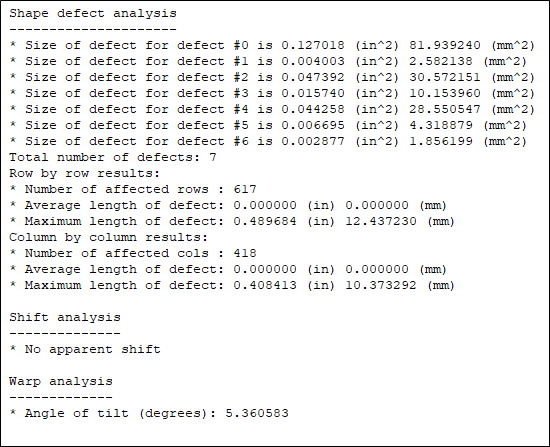 Shape defect analysis
---------------------
* Size of defect for defect #0 is 0.127018 (in^2) 81.939240 (mm^2)
* Size of defect for defect #1 is 0.004003 (in^2) 2.582138 (mm^2)
* Size of defect for defect #2 is 0.047392 (in^2) 30.572151 (mm^2)
* Size of defect for defect #3 is 0.015740 (in^2) 10.153960 (mm^2)
* Size of defect for defect #4 is 0.044258 (in^2) 28.550547 (mm^2)
* Size of defect for defect #5 is 0.006695 (in^2) 4.318879 (mm^2)
* Size of defect for defect #6 is 0.002877 (in^2) 1.856199 (mm^2)
Total number of defects: 7
Row by row results:
* Number of affected rows : 617
* Average length of defect: 0.000000 (in) 0.000000 (mm)
* Maximum length of defect: 0.489684 (in) 12.437230 (mm)
Column by column results:
* Number of affected cols : 418
* Average length of defect: 0.000000 (in) 0.000000 (mm)
* Maximum length of defect: 0.408413 (in) 10.373292 (mm)
Shift analysis
--------------
* No apparent shift
Warp analysis
-------------
* Angle of tilt (degrees): 5.360583